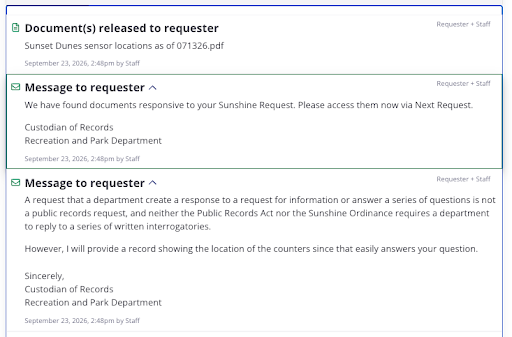 Document(s) released to requester
Requester + Staff
Sunset Dunes sensor locations as of 071326.pdf
September 23, 2026, 2:48pm by Staff
Message to requester
Requester + Staff
We have found documents responsive to your Sunshine Request. Please access them now via Next Request.
Custodian of Records
Recreation and Park Department
September 23, 2026, 2:48pm by Staff
Message to requester
Requester + Staff
A request that a department create a response to a request for information or answer a series of questions is not
a public records request, and neither the Public Records Act nor the Sunshine Ordinance requires a department
to reply to a series of written interrogatories.
However, I will provide a record showing the location of the counters since that easily answers your question.
Sincerely,
Custodian of Records
Recreation and Park Department
September 23, 2026, 2:48pm by Staff